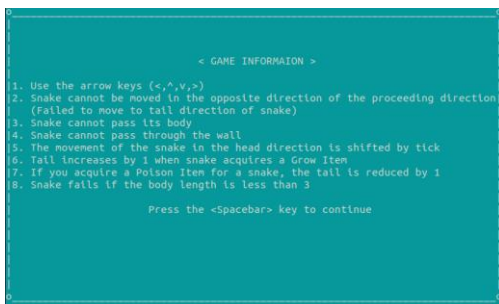 < GAME INFORMAION >
1. Use the arrow keys (<,^,v,>)
2. Snake cannot be moved in the opposite direction of the proceeding direction
(Failed to move to tail direction of snake)
3. Snake cannot pass its body
4. Snake cannot pass through the wall
5. The movement of the snake in the head direction is shifted by tick
6. Tail increases by 1 when snake acquires a Grow Item
7. If you acquire a Poison Item for a snake, the tail is reduced by 1
8. Snake fails if the body length is less than 3
Press the <Spacebar> key to continue